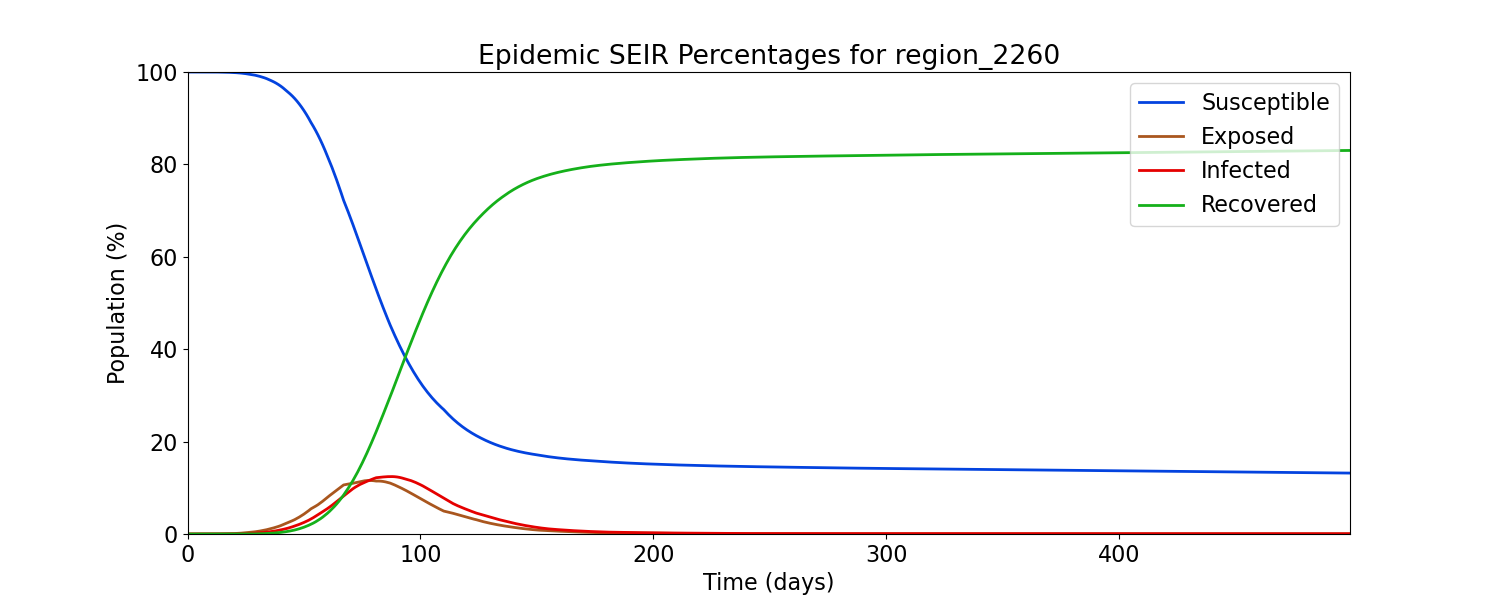 Epidemic SEIR Percentages for region_2260
Population (%)
100
80
60
40
20
0
Susceptible
Exposed
Infected
Recovered
0 100 200 300 400
Time (days)